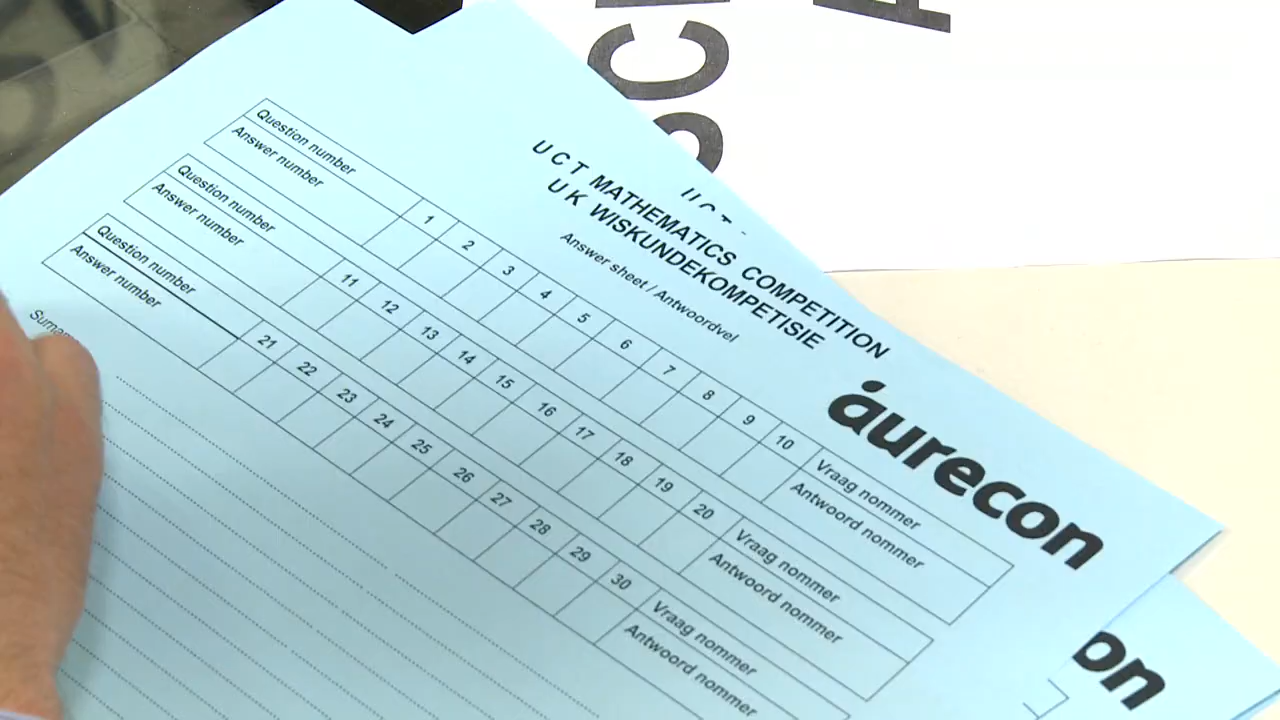 UCT MATHEMATICS COMPETITION
UK WISKUNDEKOMPETISIE
Answer sheet / Antwoordvel
aurecon
Question number 1 2 3 4 5 6 7 8 9 10 Vraag nommer
Answer number Antwoord nommer
Question number 11 12 13 14 15 16 17 18 19 20 Vraag nommer
Answer number Antwoord nommer
Question number 21 22 23 24 25 26 27 28 29 30 Vraag nommer
Answer number Antwoord nommer